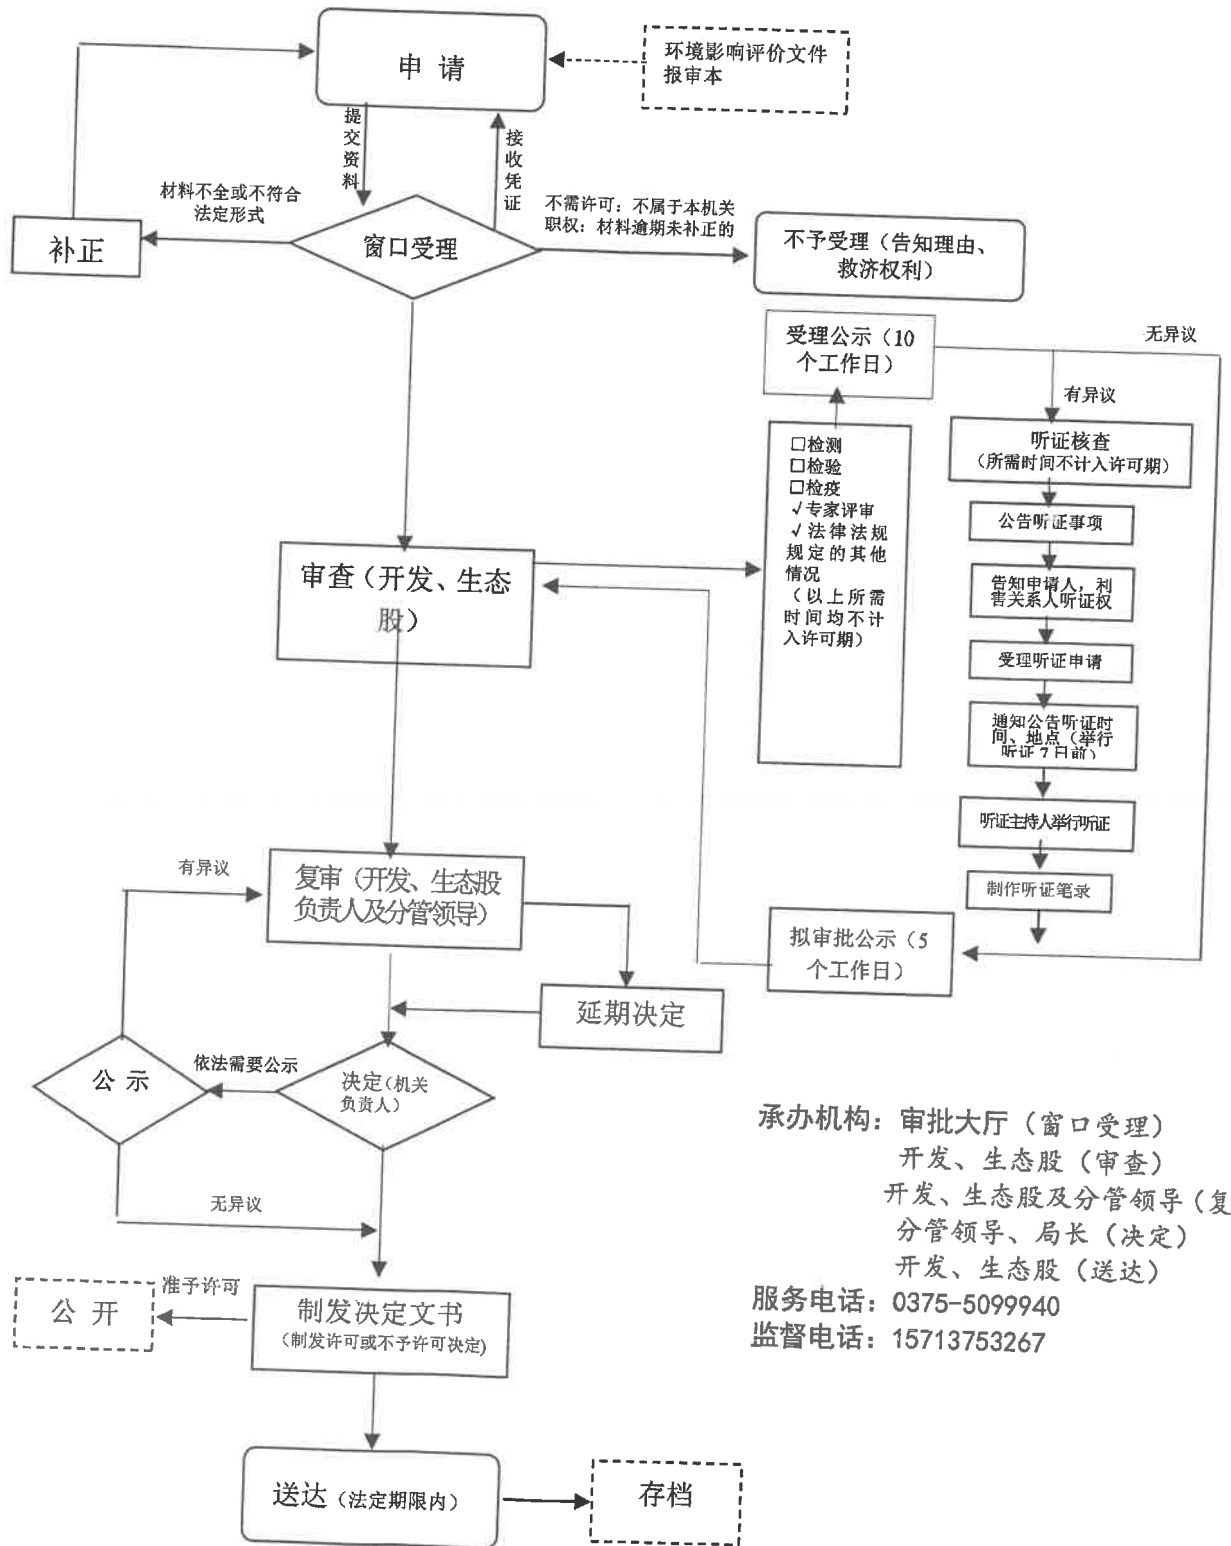 申 请
环境影响评价文件
报审本
提交资料
接收凭证
材料不全或不符合
法定形式
不需许可：不属于本机关
职权：材料逾期未补正的
补正
窗口受理
不予受理（告知理由、
救济权利）
受理公示（10
个工作日）
无异议
有异议
听证核查
（所需时间不计入许可期）
□检测
□检验
□检疫
√专家评审
√法律法规
规定的其他
情况
（以上所需
时间均不计
入许可期）
公告听证事项
告知申请人，利
害关系人听证权
受理听证申请
通知公告听证时
间、地点（举行
听证 7 日前）
听证主持人举行听证
制作听证笔录
审查（开发、生态
股）
拟审批公示（5
个工作日）
有异议
复审（开发、生态股
负责人及分管领导）
延期决定
公 示
依法需要公示
决定（机关
负责人）
无异议
承办机构：审批大厅（窗口受理）
开发、生态股（审查）
开发、生态股及分管领导（复
分管领导、局长（决定）
开发、生态股（送达）
服务电话：0375-5099940
监督电话：15713753267
公 开
准予许可
制发决定文书
（制发许可或不予许可决定）
送达（法定期限内）
存档